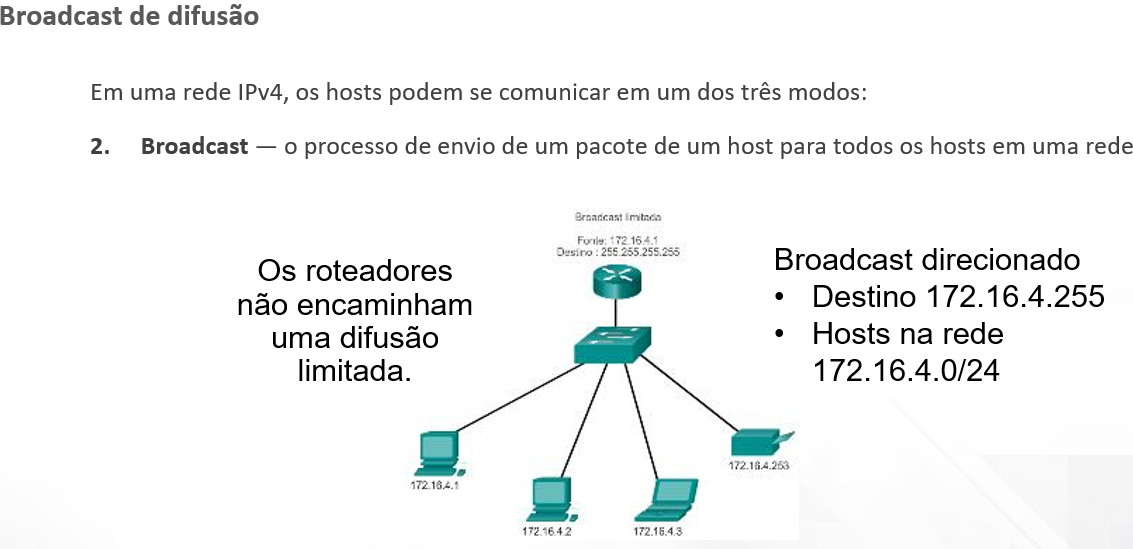 Broadcast de difusão
Em uma rede IPv4, os hosts podem se comunicar em um dos três modos:
2. Broadcast — o processo de envio de um pacote de um host para todos os hosts em uma rede
Broadcast limitada
Fonte: 172.16.4.1
Destino : 255.255.255.255
Os roteadores
não encaminham
uma difusão
limitada.
Broadcast direcionado
• Destino 172.16.4.255
• Hosts na rede
172.16.4.0/24
172.16.4.1
172.16.4.2
172.16.4.3
172.16.4.253